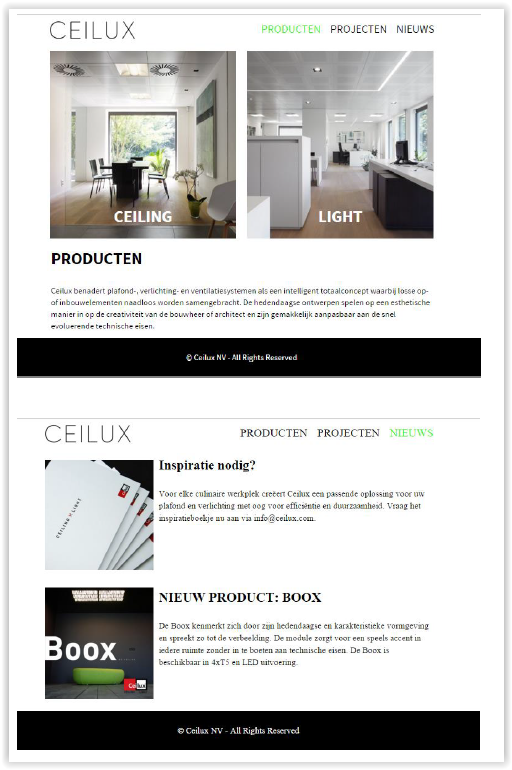 CEILUX
PRODUCTEN PROJECTEN NIEUWS
CEILING
LIGHT
PRODUCTEN
Ceilux benadert plafond-, verlichting- en ventilatiesystemen als een intelligent totaalconcept waarbij losse op-
of inbouwelementen naadloos worden samengebracht. De hedendaagse ontwerpen spelen op een esthetische
manier in op de creativiteit van de bouwheer of architect en zijn gemakkelijk aanpasbaar aan de snel
evoluerende technische eisen.
© Ceilux NV - All Rights Reserved
CEILUX
PRODUCTEN PROJECTEN NIEUWS
CEILING & LIGHT
Inspiratie nodig?
Voor elke culinaire werkplek creëert Ceilux een passende oplossing voor uw
plafond en verlichting met oog voor efficiëntie en duurzaamheid. Vraag het
inspiratieboekje nu aan via info@ceilux.com.
Boox
CeiLux
NIEUW PRODUCT: BOOX
De Boox kenmerkt zich door zijn hedendaagse en karakteristieke vormgeving
en spreekt zo tot de verbeelding. De module zorgt voor een speels accent in
iedere ruimte zonder in te boeten aan technische eisen. De Boox is
beschikbaar in 4xT5 en LED uitvoering.
© Ceilux NV - All Rights Reserved